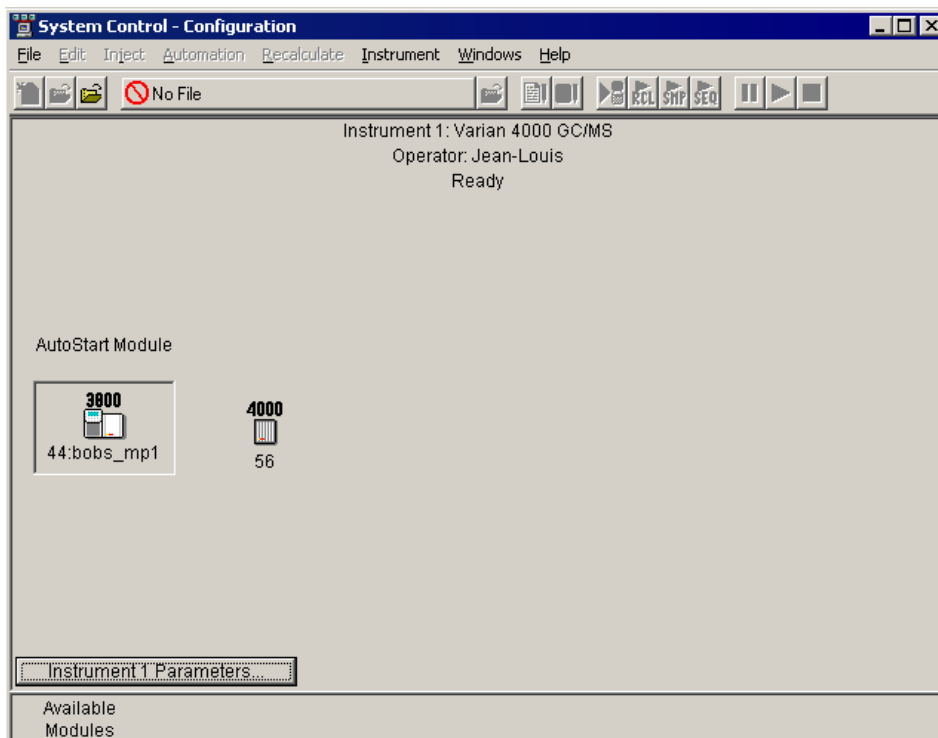 System Control - Configuration
File Edit Inject Automation Recalculate Instrument Windows Help
No File
RCL SMP SEQ
Instrument 1: Varian 4000 GC/MS
Operator: Jean-Louis
Ready
AutoStart Module
3800
44:bobs_mp1
4000
56
Instrument 1 Parameters...
Available
Modules